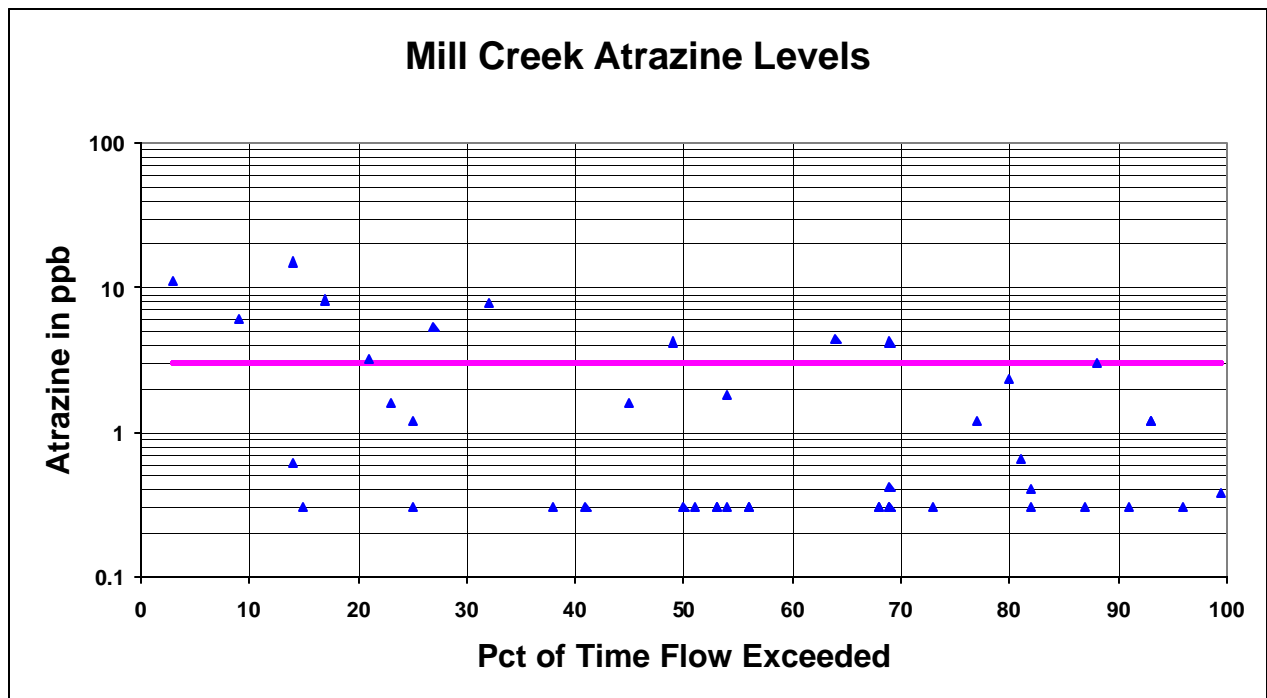 Mill Creek Atrazine Levels
Atrazine in ppb
100
10
1
0.1
0 10 20 30 40 50 60 70 80 90 100
Pct of Time Flow Exceeded